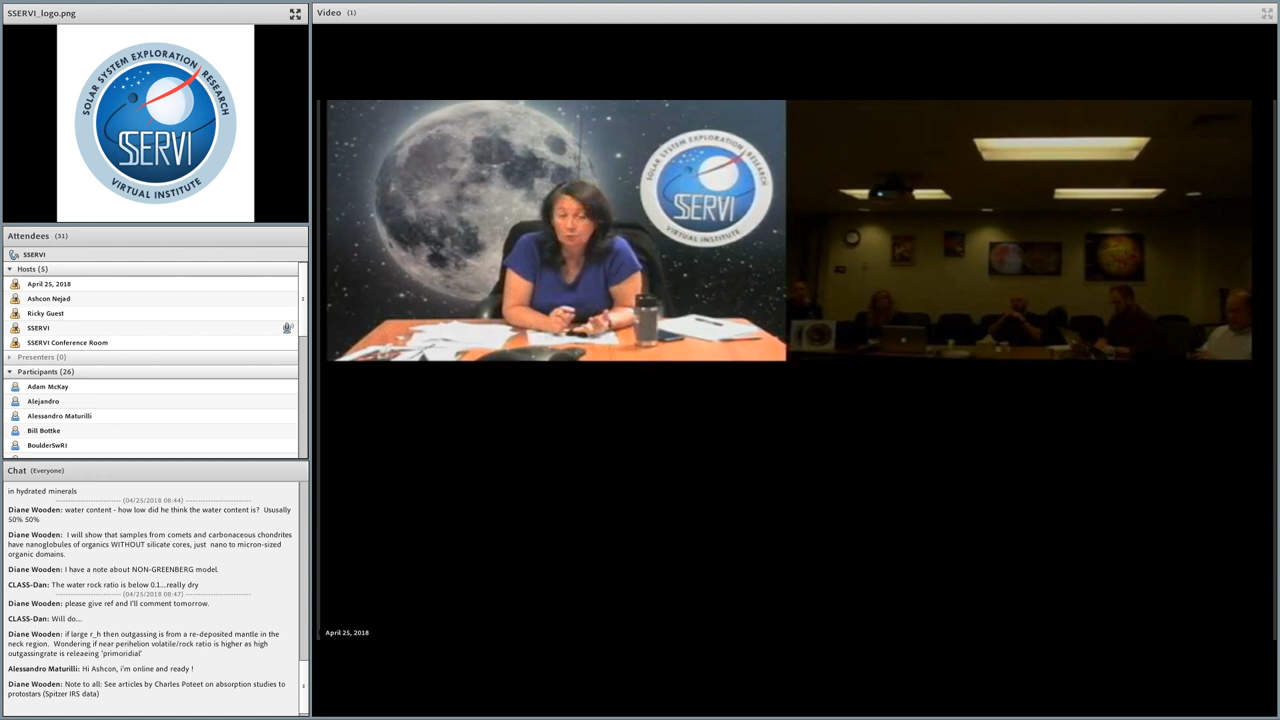 SSERVI_logo.png
SOLAR SYSTEM EXPLORATION RESEARCH
SSERVI
VIRTUAL INSTITUTE
Attendees (31)
SSERVI
Hosts (5)
April 25, 2018
Ashcon Nejad
Ricky Guest
SSERVI
SSERVI Conference Room
Presenters (0)
Participants (26)
Adam McKay
Alejandro
Alessandro Maturilli
Bill Bottke
BoulderSwRI
Chat (Everyone)
in hydrated minerals
(04/25/2018 08:44)
Diane Wooden: water content - how low did he think the water content is? Ususally
50% 50%
Diane Wooden: I will show that samples from comets and carbonaceous chondrites
have nanoglobules of organics WITHOUT silicate cores, just nano to micron-sized
organic domains.
Diane Wooden: I have a note about NON-GREENBERG model.
CLASS-Dan: The water rock ratio is below 0.1...really dry
(04/25/2018 08:47)
Diane Wooden: please give ref and I'll comment tomorrow.
CLASS-Dan: Will do...
Diane Wooden: if large r_h then outgassing is from a re-deposited mantle in the
neck region. Wondering if near perihelion volatile/rock ratio is higher as high
outgassingrate is releaeing 'primoridial'
Alessandro Maturilli: Hi Ashcon, i'm online and ready !
Diane Wooden: Note to all: See articles by Charles Poteet on absorption studies to
protostars (Spitzer IRS data)
Video (1)
SOLAR SYSTEM EXPLORATION RESEARCH
SSERVI
VIRTUAL INSTITUTE
April 25, 2018